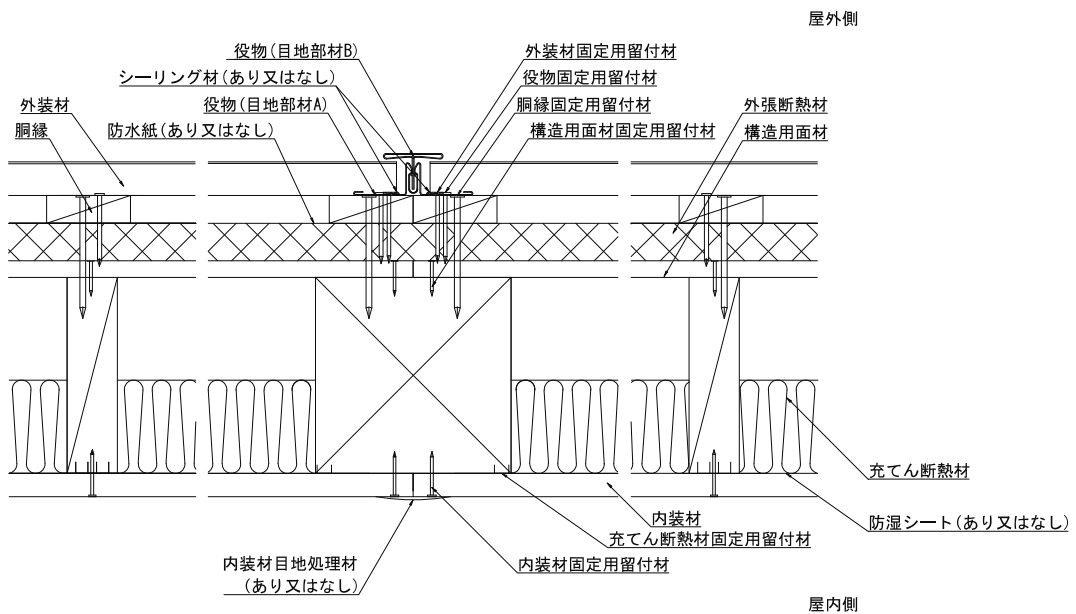 屋外側
役物(目地部材B)
外装材固定用留付材
シーリング材(あり又はなし)
役物固定用留付材
外装材
役物(目地部材A)
胴縁固定用留付材
外張断熱材
胴縁
防水紙(あり又はなし)
構造用面材固定用留付材
構造用面材
充てん断熱材
内装材
防湿シート(あり又はなし)
充てん断熱材固定用留付材
内装材目地処理材
(あり又はなし)
内装材固定用留付材
屋内側